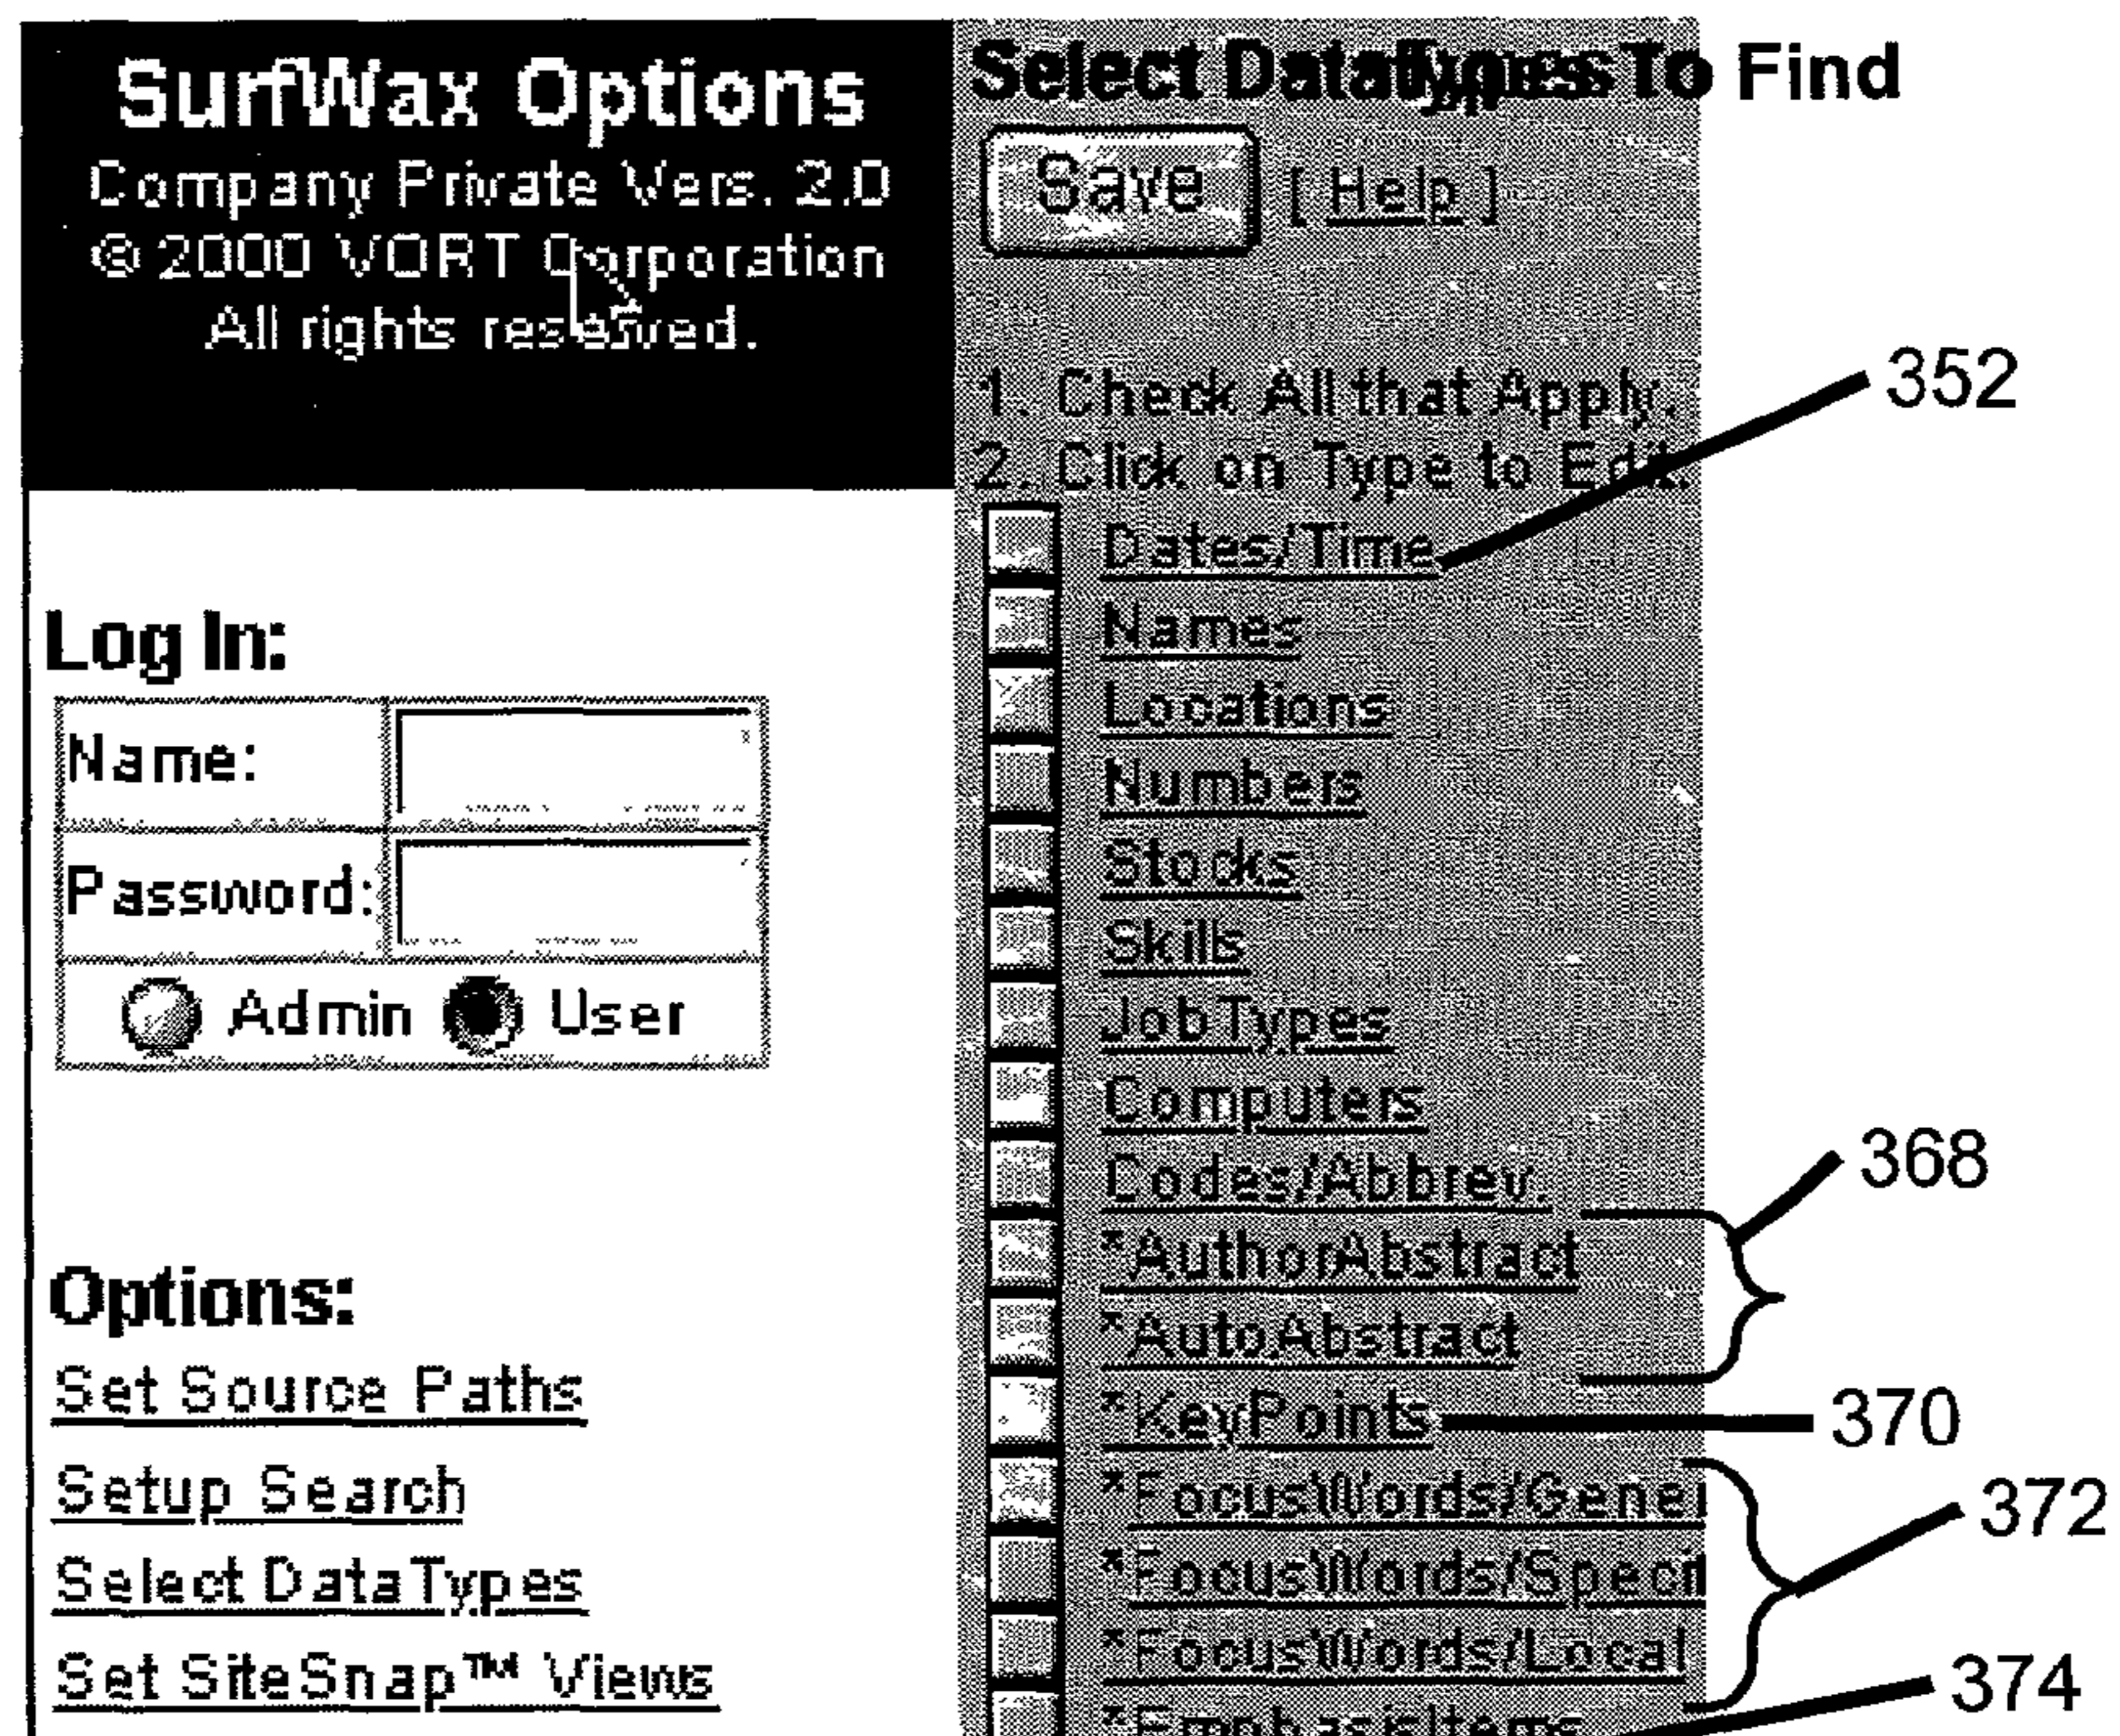 SurfWax Options
Company Private Vers. 2.0
© 2000 VORT Corporation
All rights reserved.
Log In:
Name:
Password:
Admin User
Options:
Set Source Paths
Setup Search
Select DataTypes
Set SiteSnap™ Views
Select DataTypes To Find
Save [ Help ]
1. Check All that Apply.
2. Click on Type to Edit.
Dates/Time 352
Names
Locations
Numbers
Stocks
Skills
JobTypes
Computers
Codes/Abbrev.
368
*AuthorAbstract
*AutoAbstract
*KeyPoints 370
*FocusWords/Gener
372
*FocusWords/Specif
*FocusWords/Local
374
*EmphasisItems